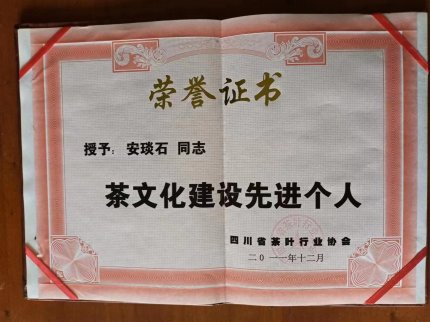 荣誉证书
授予：安琰石 同志
茶文化建设先进个人
四川省茶叶行业协会
二0一一年十二月